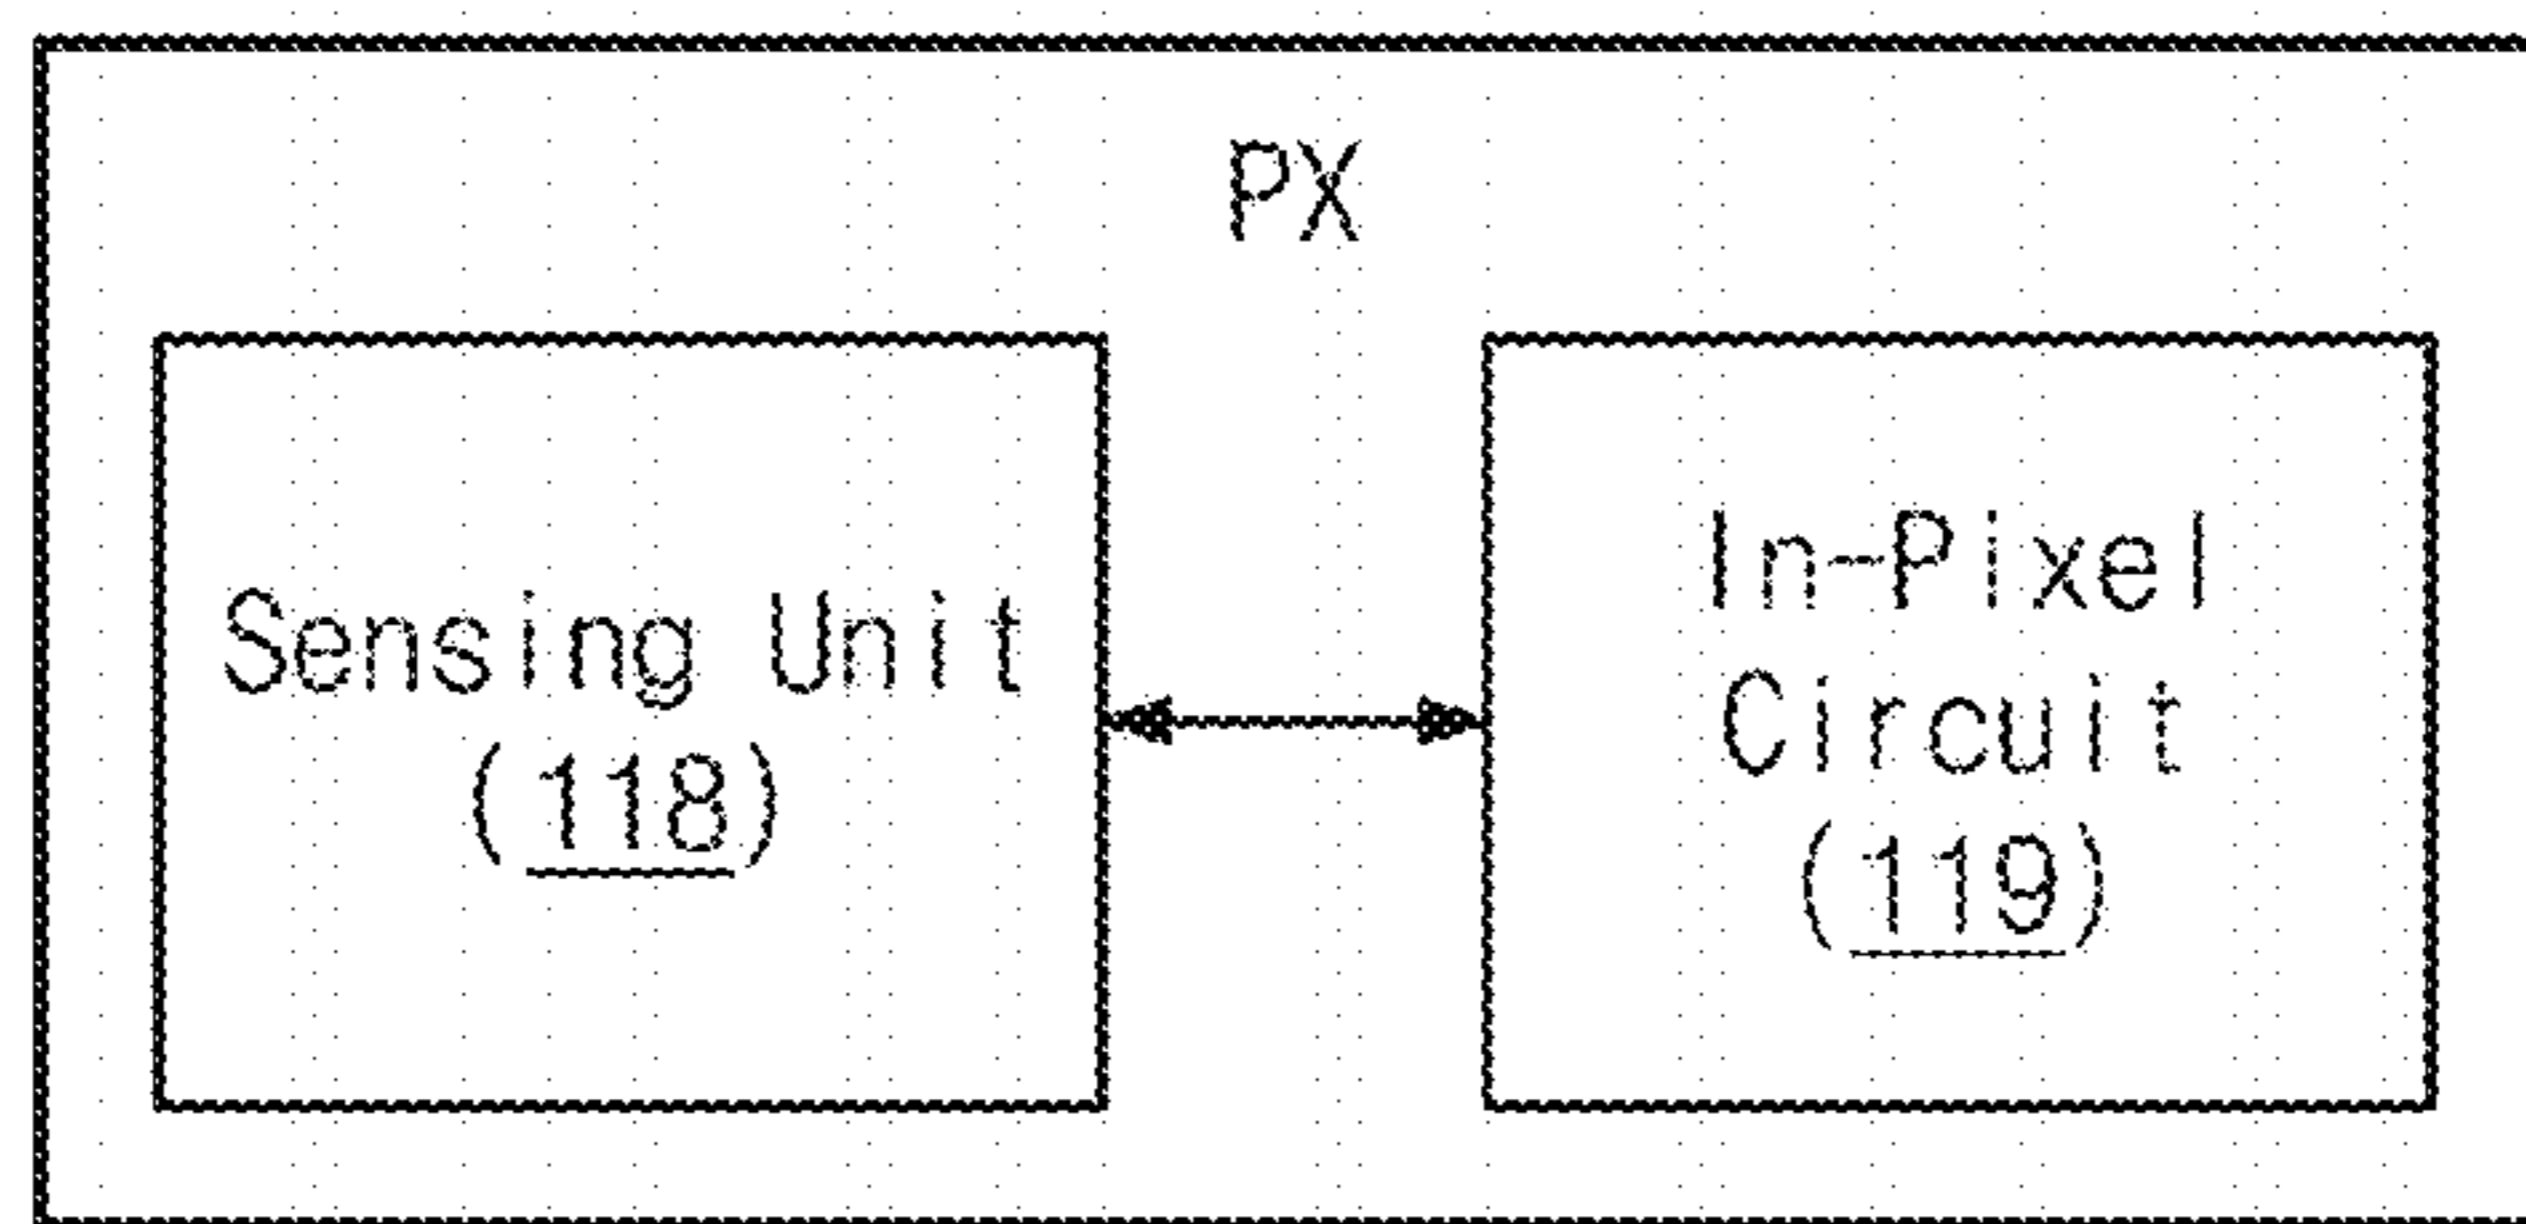 PX
Sensing Unit
(118)
In-Pixel
Circuit
(119)